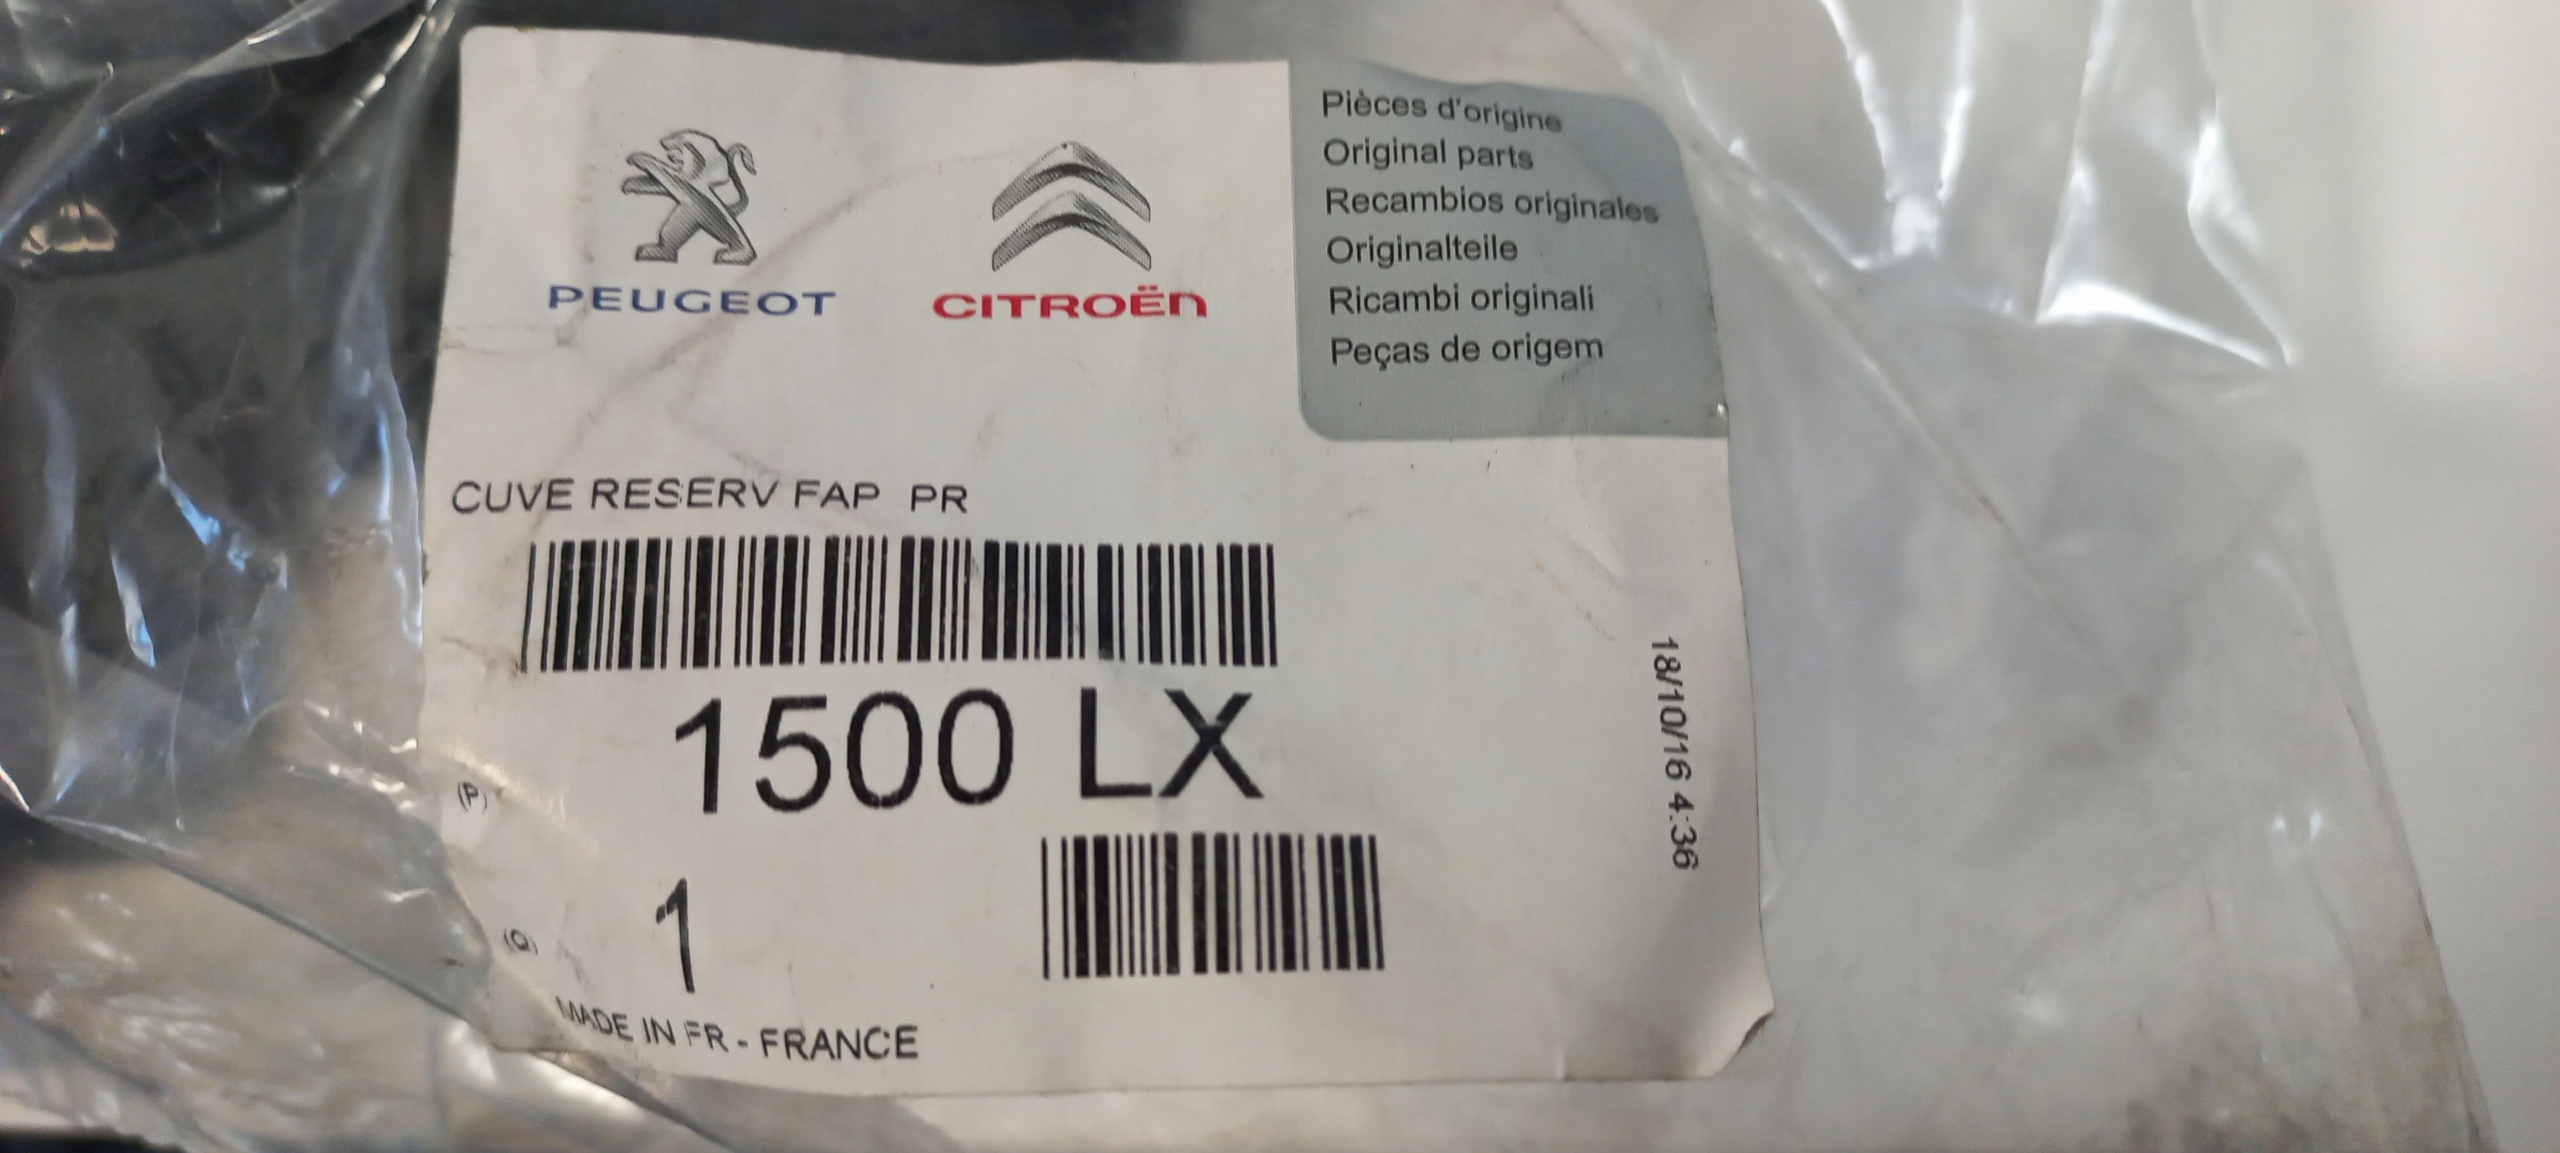 PEUGEOT
CITROËN
Pièces d'origine
Original parts
Recambios originales
Originalteile
Ricambi originali
Peças de origem
CUVE RESERV FAP PR
1500 LX
(P)
18/10/16 4:36
1
(Q)
MADE IN FR - FRANCE